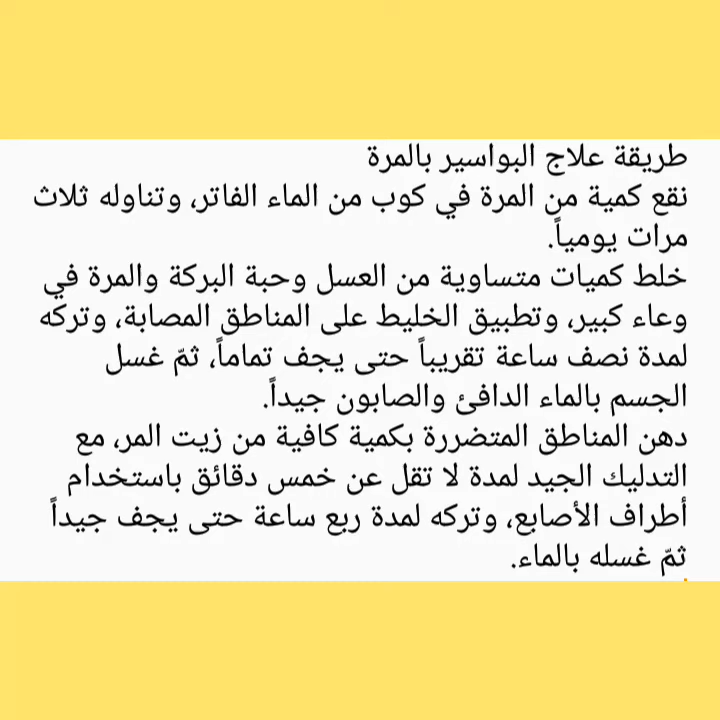 طريقة علاج البواسير بالمرة
نقع كمية من المرة في كوب من الماء الفاتر، وتناوله ثلاث
مرات يومياً.
خلط كميات متساوية من العسل وحبة البركة والمرة في
وعاء كبير، وتطبيق الخليط على المناطق المصابة، وتركه
لمدة نصف ساعة تقريباً حتى يجف تماماً، ثمّ غسل
الجسم بالماء الدافئ والصابون جيداً.
دهن المناطق المتضررة بكمية كافية من زيت المر، مع
التدليك الجيد لمدة لا تقل عن خمس دقائق باستخدام
أطراف الأصابع، وتركه لمدة ربع ساعة حتى يجف جيداً
ثمّ غسله بالماء.